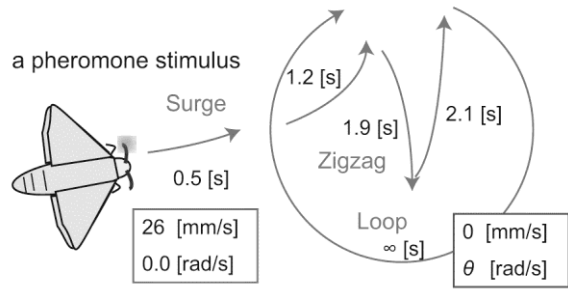 a pheromone stimulus
Surge
0.5 [s]
26 [mm/s]
0.0 [rad/s]
1.2 [s]
1.9 [s]
2.1 [s]
Zigzag
Loop
∞ [s]
0 [mm/s]
θ [rad/s]